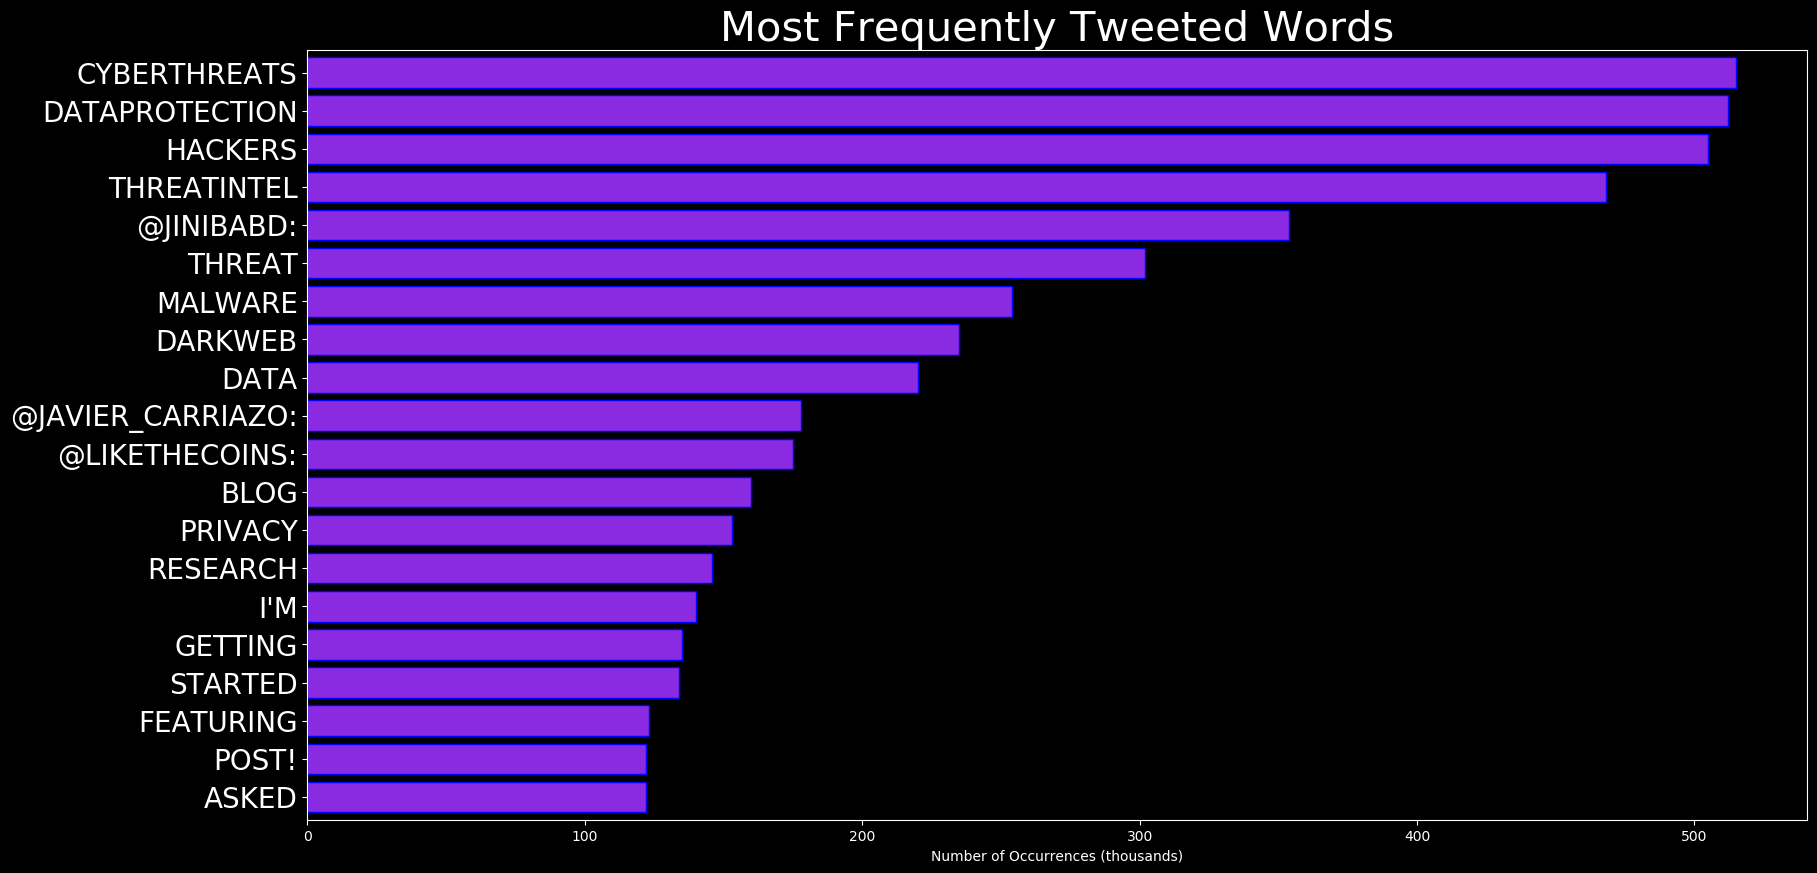 Most Frequently Tweeted Words
CYBERTHREATS
DATAPROTECTION
HACKERS
THREATINTEL
@JINIBABD:
THREAT
MALWARE
DARKWEB
DATA
@JAVIER_CARRIAZO:
@LIKETHECOINS:
BLOG
PRIVACY
RESEARCH
I'M
GETTING
STARTED
FEATURING
POST!
ASKED
0 100 200 300 400 500
Number of Occurrences (thousands)